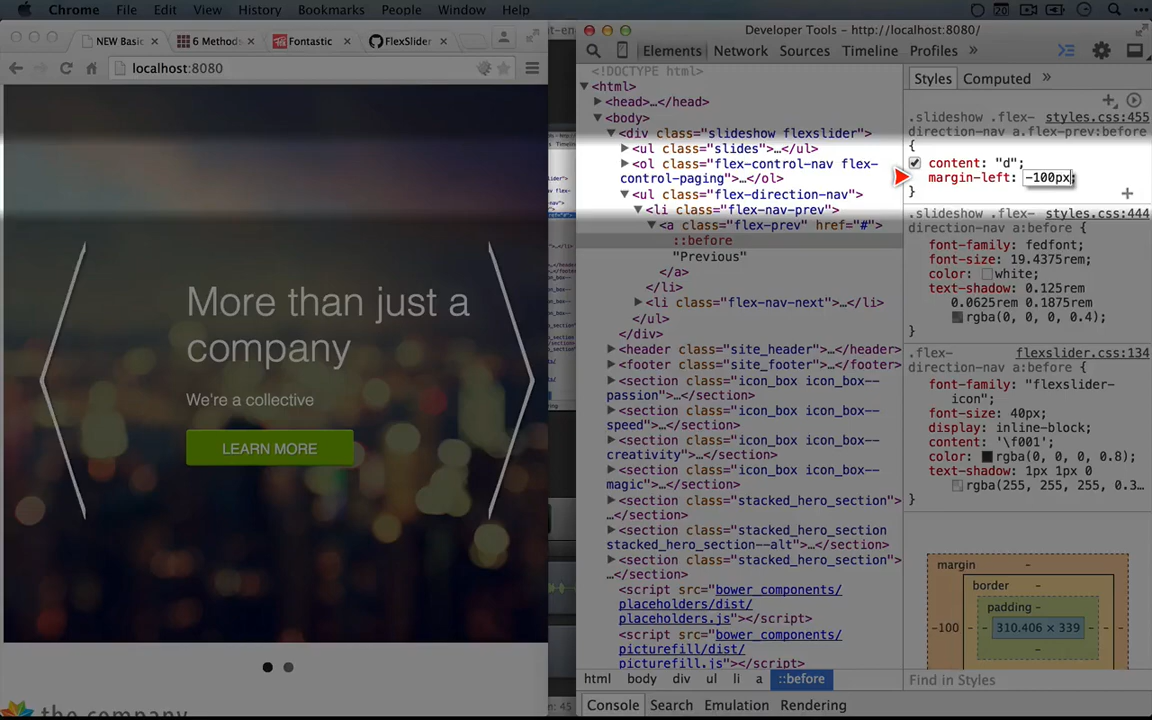 Chrome File Edit View History Bookmarks People Window Help
20
NEW Basic
6 Methods
Fontastic
FlexSlider
localhost:8080
More than just a
company
We're a collective
LEARN MORE
the company
Developer Tools - http://localhost:8080/
Elements Network Sources Timeline Profiles »
<!DOCTYPE html>
<html>
<head>…</head>
<body>
<div class="slideshow flexslider">
<ul class="slides">…</ul>
<ol class="flex-control-nav flex-
control-paging">…</ol>
<ul class="flex-direction-nav">
<li class="flex-nav-prev">
<a class="flex-prev" href="#">
::before
"Previous"
</a>
</li>
<li class="flex-nav-next">…</li>
</ul>
</div>
<header class="site_header">…</header>
<footer class="site_footer">…</footer>
<section class="icon_box icon_box--
passion">…</section>
<section class="icon_box icon_box--
speed">…</section>
<section class="icon_box icon_box--
creativity">…</section>
<section class="icon_box icon_box--
magic">…</section>
<section class="stacked_hero_section">…
</section>
<section class="stacked_hero_section
stacked_hero_section--alt">…</section>
<section class="stacked_hero_section">…
</section>
<script src="bower_components/
placeholders/dist/
placeholders.js"></script>
<script src="bower_components/
picturefill/dist/
picturefill.js"></script>
html body div ul li a ::before
Console Search Emulation Rendering
Styles Computed »
.slideshow .flex- styles.css:455
direction-nav a.flex-prev:before
{
content: "d";
margin-left: -100px;
}
.slideshow .flex- styles.css:444
direction-nav a:before {
font-family: fedfont;
font-size: 19.4375rem;
color: white;
text-shadow: 0.125rem
0.0625rem 0.1875rem
rgba(0, 0, 0, 0.4);
}
.flex- flexslider.css:134
direction-nav a:before {
font-family: "flexslider-
icon";
font-size: 40px;
display: inline-block;
content: '\f001';
color: rgba(0, 0, 0, 0.8);
text-shadow: 1px 1px 0
rgba(255, 255, 255, 0.3…
}
margin -
border -
padding -
-100 - - 310.406 × 339 - - -
-
Find in Styles